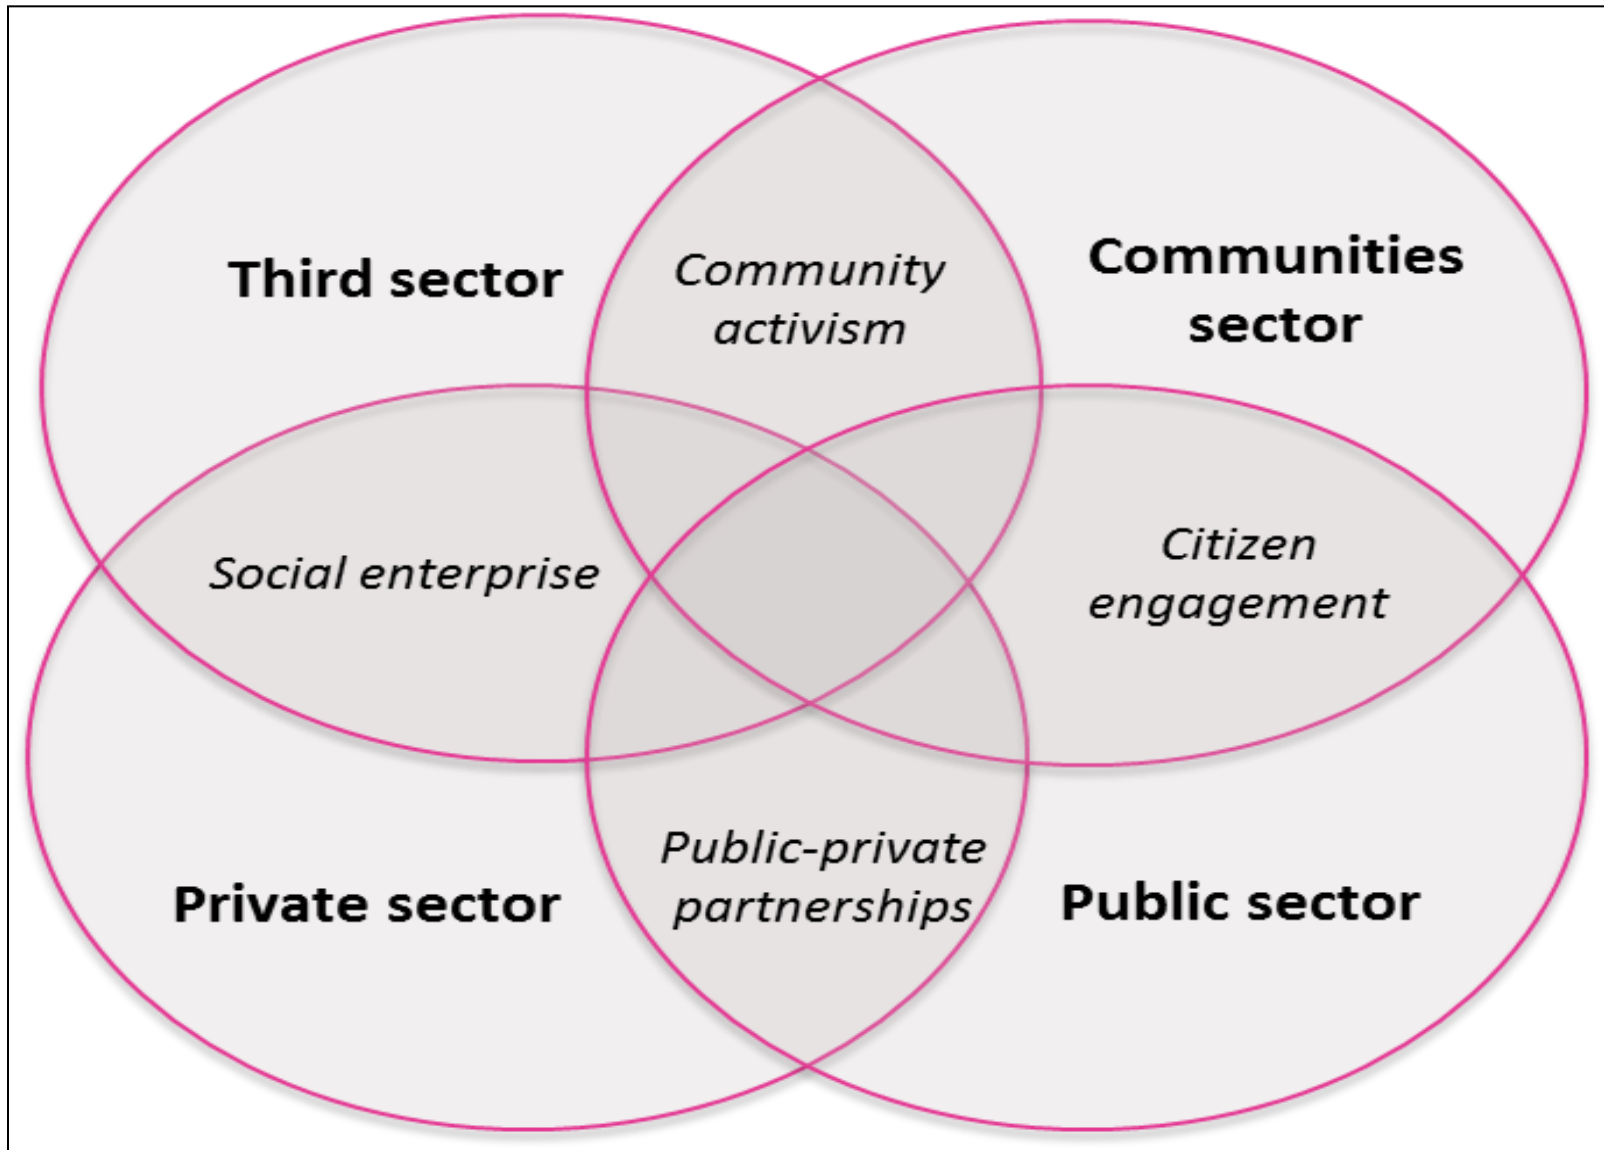 Third sector
Community
activism
Communities
sector
Social enterprise
Citizen
engagement
Private sector
Public-private
partnerships
Public sector